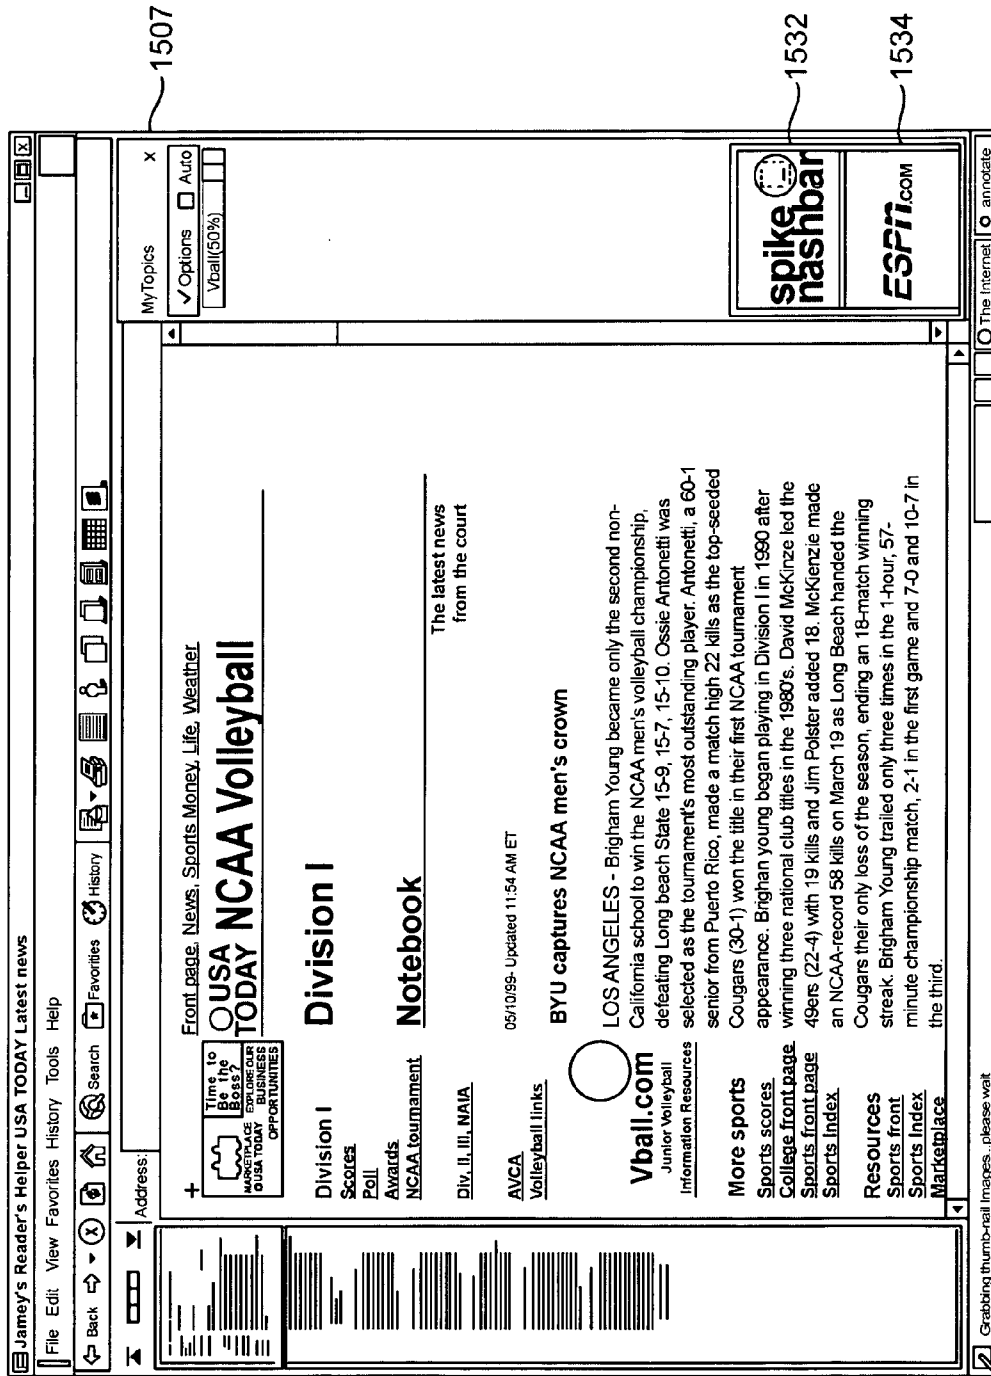 Jamey's Reader's Helper USA TODAY Latest news
File Edit View Favorites History Tools Help
Back Search Favorities History
Address:
+
Front page, News, Sports Money, Life, Weather
Time to
Be the
Boss?
MARKETPLACE
USA TODAY
EXPLORE OUR
BUSINESS
OPPORTUNITIES
USA
TODAY NCAA Volleyball
Division I
Scores
Poll
Awards
NCAA tournament
Div, II, III, NAIA
AVCA
Volleyball links
Vball.com
Junior Volleyball
Information Resources
More sports
Sports scores
College front page
Sports front page
Sports Index
Resources
Sports front
Sports Index
Marketplace
Division I
Notebook
The latest news
from the court
05/10/99- Updated 11:54 AM ET
BYU captures NCAA men's crown
LOS ANGELES - Brigham Young became only the second non-
California school to win the NCAA men's volleyball championship,
defeating Long beach State 15-9, 15-7, 15-10. Ossie Antonetti was
selected as the tournament's most outstanding player. Antonetti, a 60-1
senior from Puerto Rico, made a match high 22 kills as the top-seeded
Cougars (30-1) won the title in their first NCAA tournament
appearance. Brighan young began playing in Division I in 1990 after
winning three national club titles in the 1980's. David McKinze led the
49ers (22-4) with 19 kills and Jim Polster added 18. McKienzie made
an NCAA-record 58 kills on March 19 as Long Beach handed the
Cougars their only loss of the season, ending an 18-match winning
streak. Brigham Young trailed only three times in the 1-hour, 57-
minute championship match, 2-1 in the first game and 7-0 and 10-7 in
the third.
MyTopics x
Options Auto
Vball(50%)
spike
nashbar
ESPN.COM
1507
1532
1534
Grabbing thumb-nail Images...please wait
The Internet
annotate